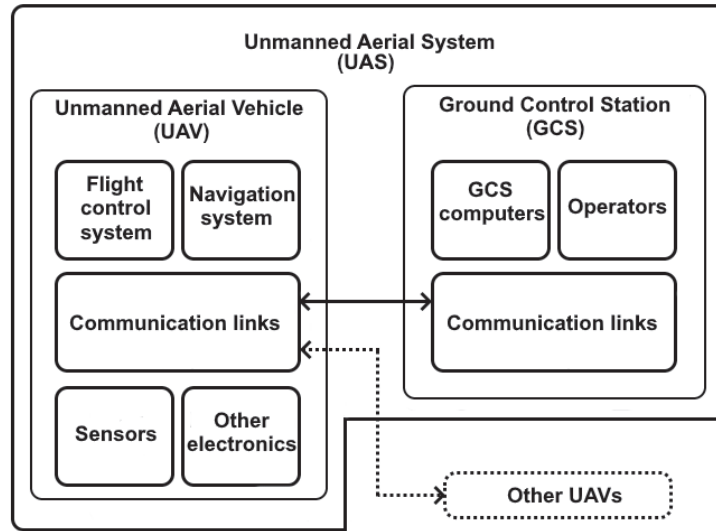 Unmanned Aerial System
(UAS)
Unmanned Aerial Vehicle
(UAV)
Flight
control
system
Navigation
system
Communication links
Sensors
Other
electronics
Ground Control Station
(GCS)
GCS
computers
Operators
Communication links
Other UAVs